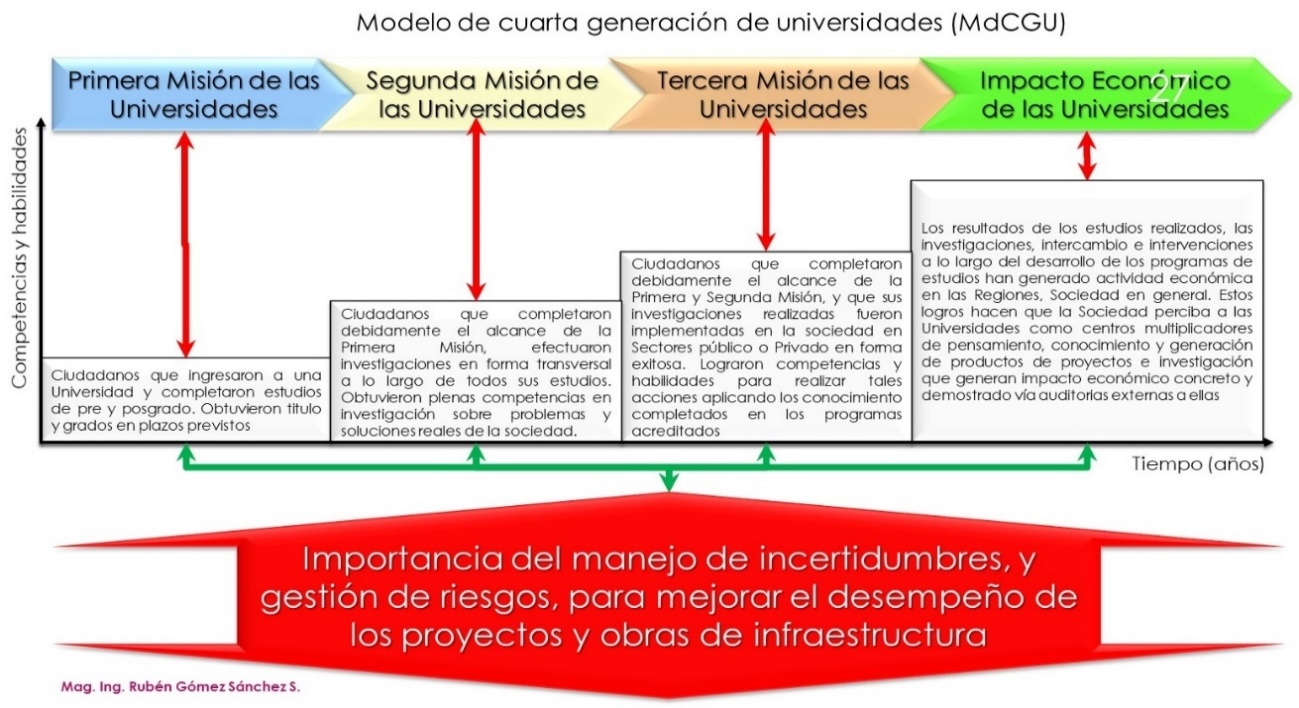 Modelo de cuarta generación de universidades (MdCGU)
Primera Misión de las
Universidades
Segunda Misión de
las Universidades
Tercera Misión de las
Universidades
Impacto Económico
de las Universidades
27
Competencias y habilidades
Ciudadanos que ingresaron a una
Universidad y completaron estudios
de pre y posgrado. Obtuvieron titulo
y grados en plazos previstos
Ciudadanos que completaron
debidamente el alcance de la
Primera Misión, efectuaron
investigaciones en forma transversal
a lo largo de todos sus estudios.
Obtuvieron plenas competencias en
investigación sobre problemas y
soluciones reales de la sociedad.
Ciudadanos que completaron
debidamente el alcance de la
Primera y Segunda Misión, y que sus
investigaciones realizadas fueron
implementadas en la sociedad en
Sectores público o Privado en forma
exitosa. Lograron competencias y
habilidades para realizar tales
acciones aplicando los conocimiento
completados en los programas
acreditados
Los resultados de los estudios realizados, las
investigaciones, intercambio e intervenciones
a lo largo del desarrollo de los programas de
estudios han generado actividad económica
en las Regiones, Sociedad en general. Estos
logros hacen que la Sociedad perciba a las
Universidades como centros multiplicadores
de pensamiento, conocimiento y generación
de productos de proyectos e investigación
que generan impacto económico concreto y
demostrado vía auditorias externas a ellas
Tiempo (años)
Importancia del manejo de incertidumbres, y
gestión de riesgos, para mejorar el desempeño de
los proyectos y obras de infraestructura
Mag. Ing. Rubén Gómez Sánchez S.